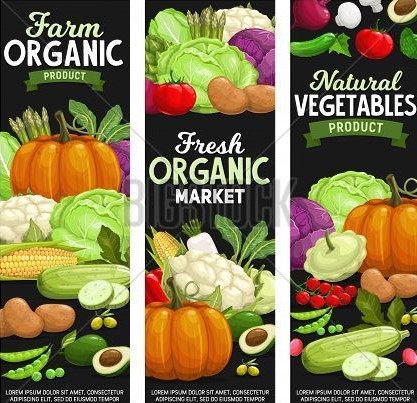 Farm
ORGANIC
PRODUCT
LOREM IPSUM DOLOR SIT AMET, CONSECTETUR
ADIPISCING ELIT, SED DO EIUSMOD TEMPOR
Fresh
ORGANIC
MARKET
LOREM IPSUM DOLOR SIT AMET, CONSECTETUR
ADIPISCING ELIT, SED DO EIUSMOD TEMPOR
Natural
VEGETABLES
PRODUCT
LOREM IPSUM DOLOR SIT AMET, CONSECTETUR
ADIPISCING ELIT, SED DO EIUSMOD TEMPOR